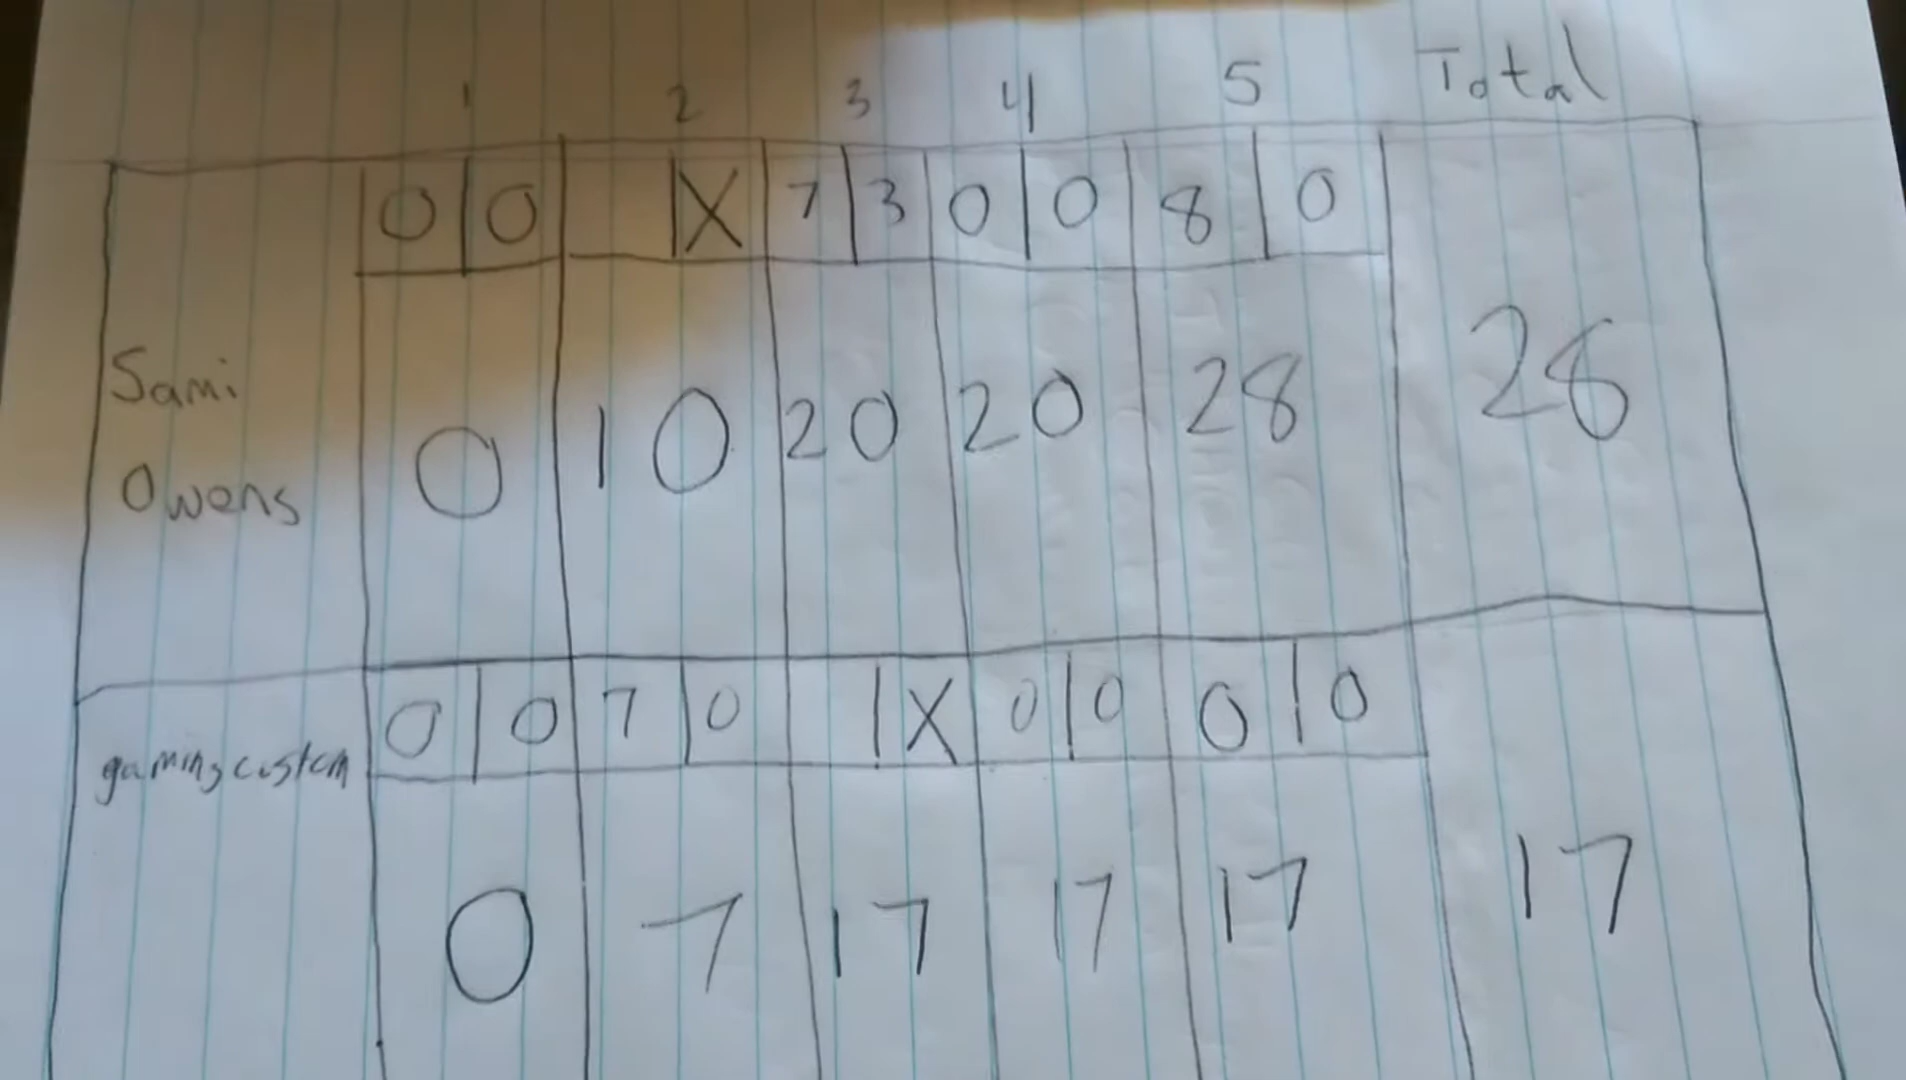 1 2 3 4 5 Total
0 0 X 7 3 0 0 8 0
Sami
Owens
0 10 20 20 28 28
0 0 7 0 X 0 0 0 0
gamingcustom
0 7 17 17 17 17